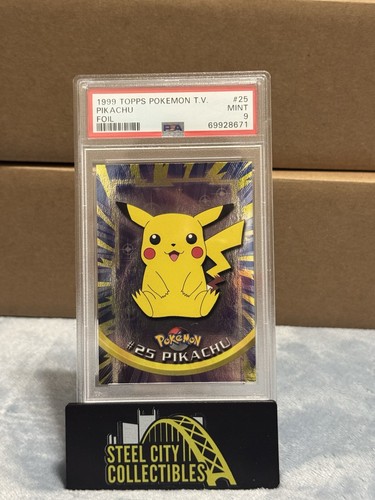 1999 TOPPS POKEMON T.V. #25
PIKACHU MINT
FOIL 9
PSA 69928671
POKéMON
#25 PIKACHU
STEEL CITY
COLLECTIBLES